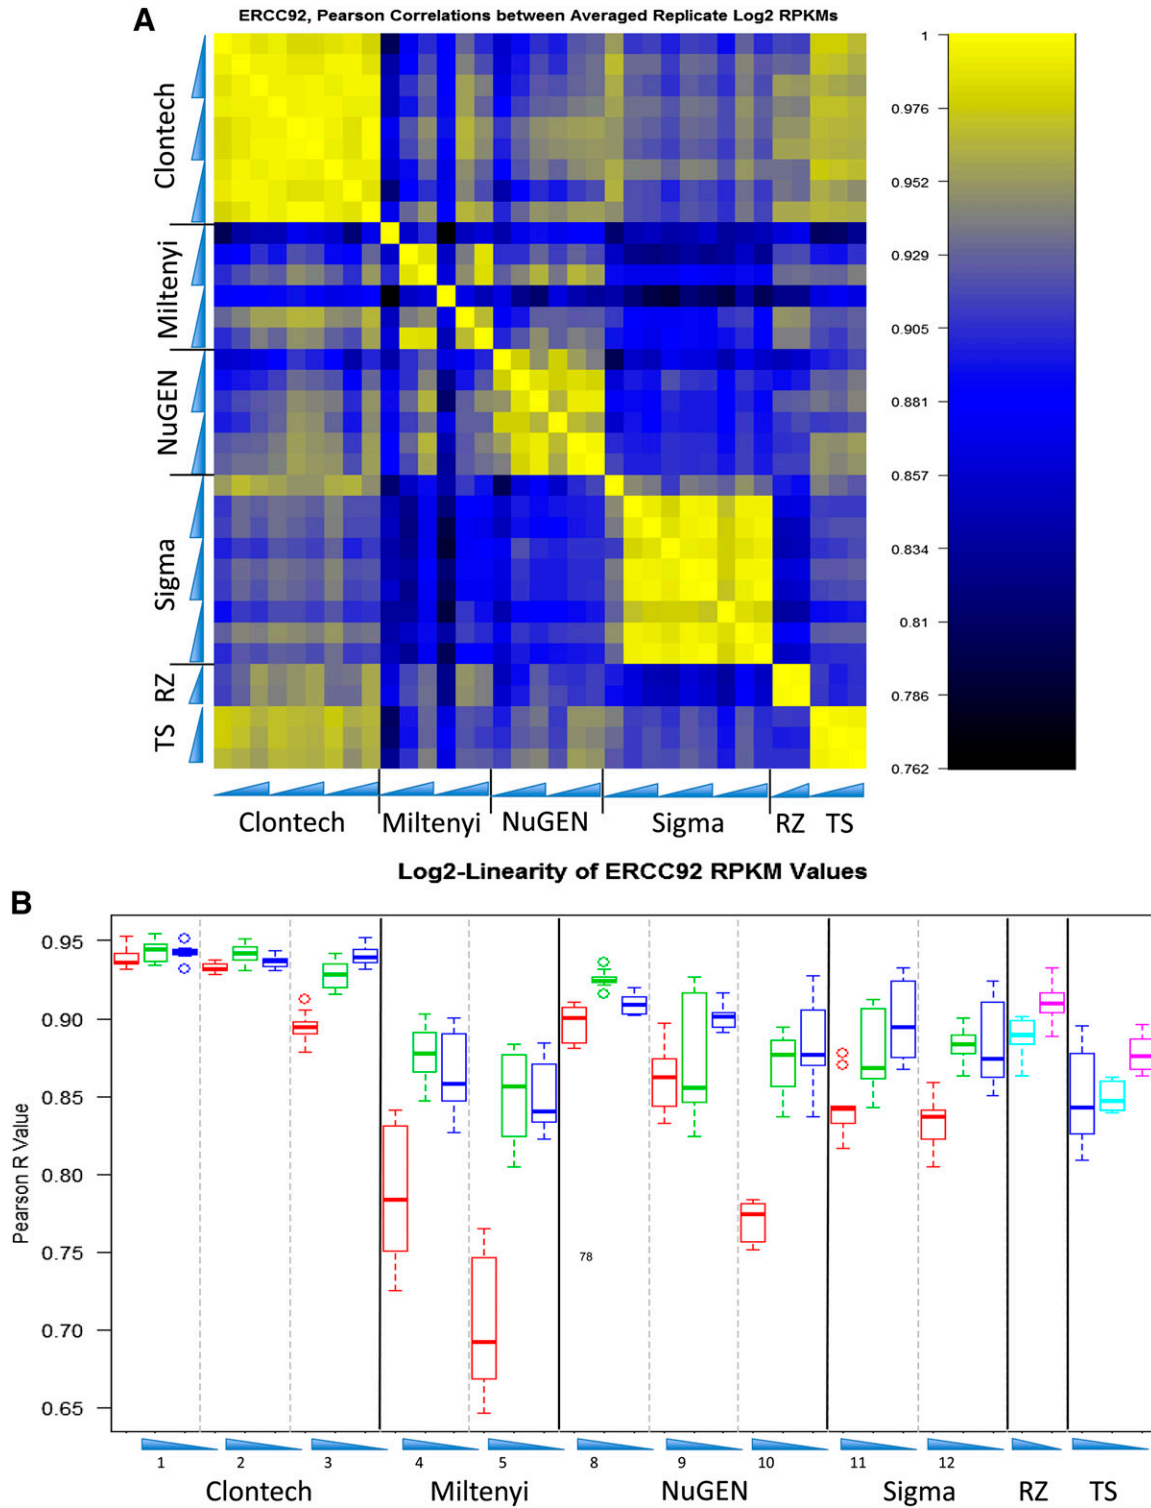 A
ERCC92, Pearson Correlations between Averaged Replicate Log2 RPKMs
Clontech
Miltenyi
NuGEN
Sigma
RZ
TS
1
0.976
0.952
0.929
0.905
0.881
0.857
0.834
0.81
0.786
0.762
Clontech Miltenyi NuGEN Sigma RZ TS
Log2-Linearity of ERCC92 RPKM Values
B
Pearson R Value
0.95
0.90
0.85
0.80
0.75
0.70
0.65
78
1 2 3 4 5 8 9 10 11 12
Clontech Miltenyi NuGEN Sigma RZ TS